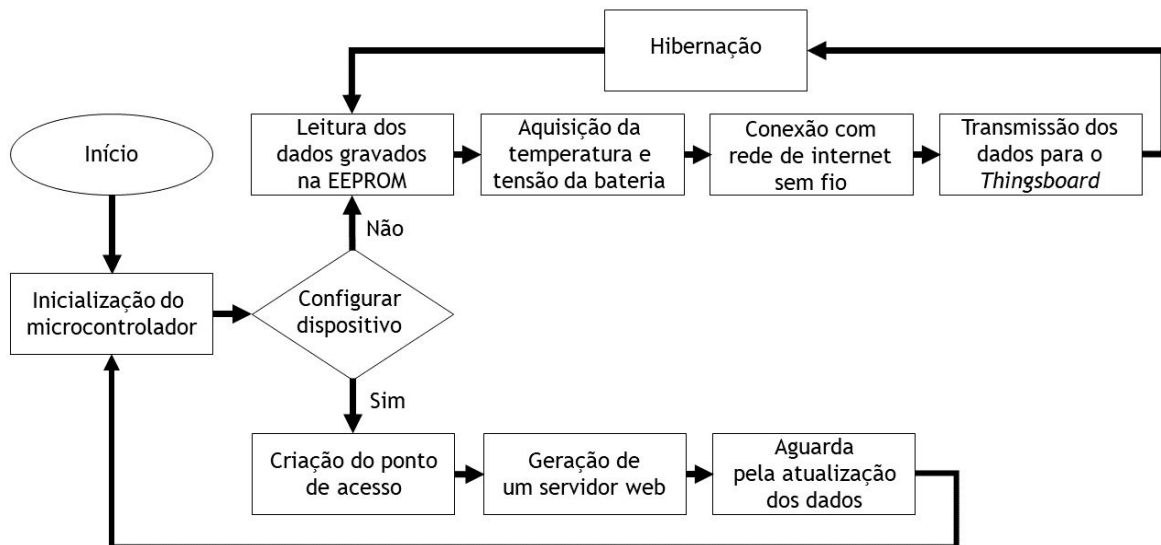 Hibernação
Início
Leitura dos
dados gravados
na EEPROM
Aquisição da
temperatura e
tensão da bateria
Conexão com
rede de internet
sem fio
Transmissão dos
dados para o
Thingsboard
Não
Inicialização do
microcontrolador
Configurar
dispositivo
Sim
Criação do ponto
de acesso
Geração de
um servidor web
Aguarda
pela atualização
dos dados